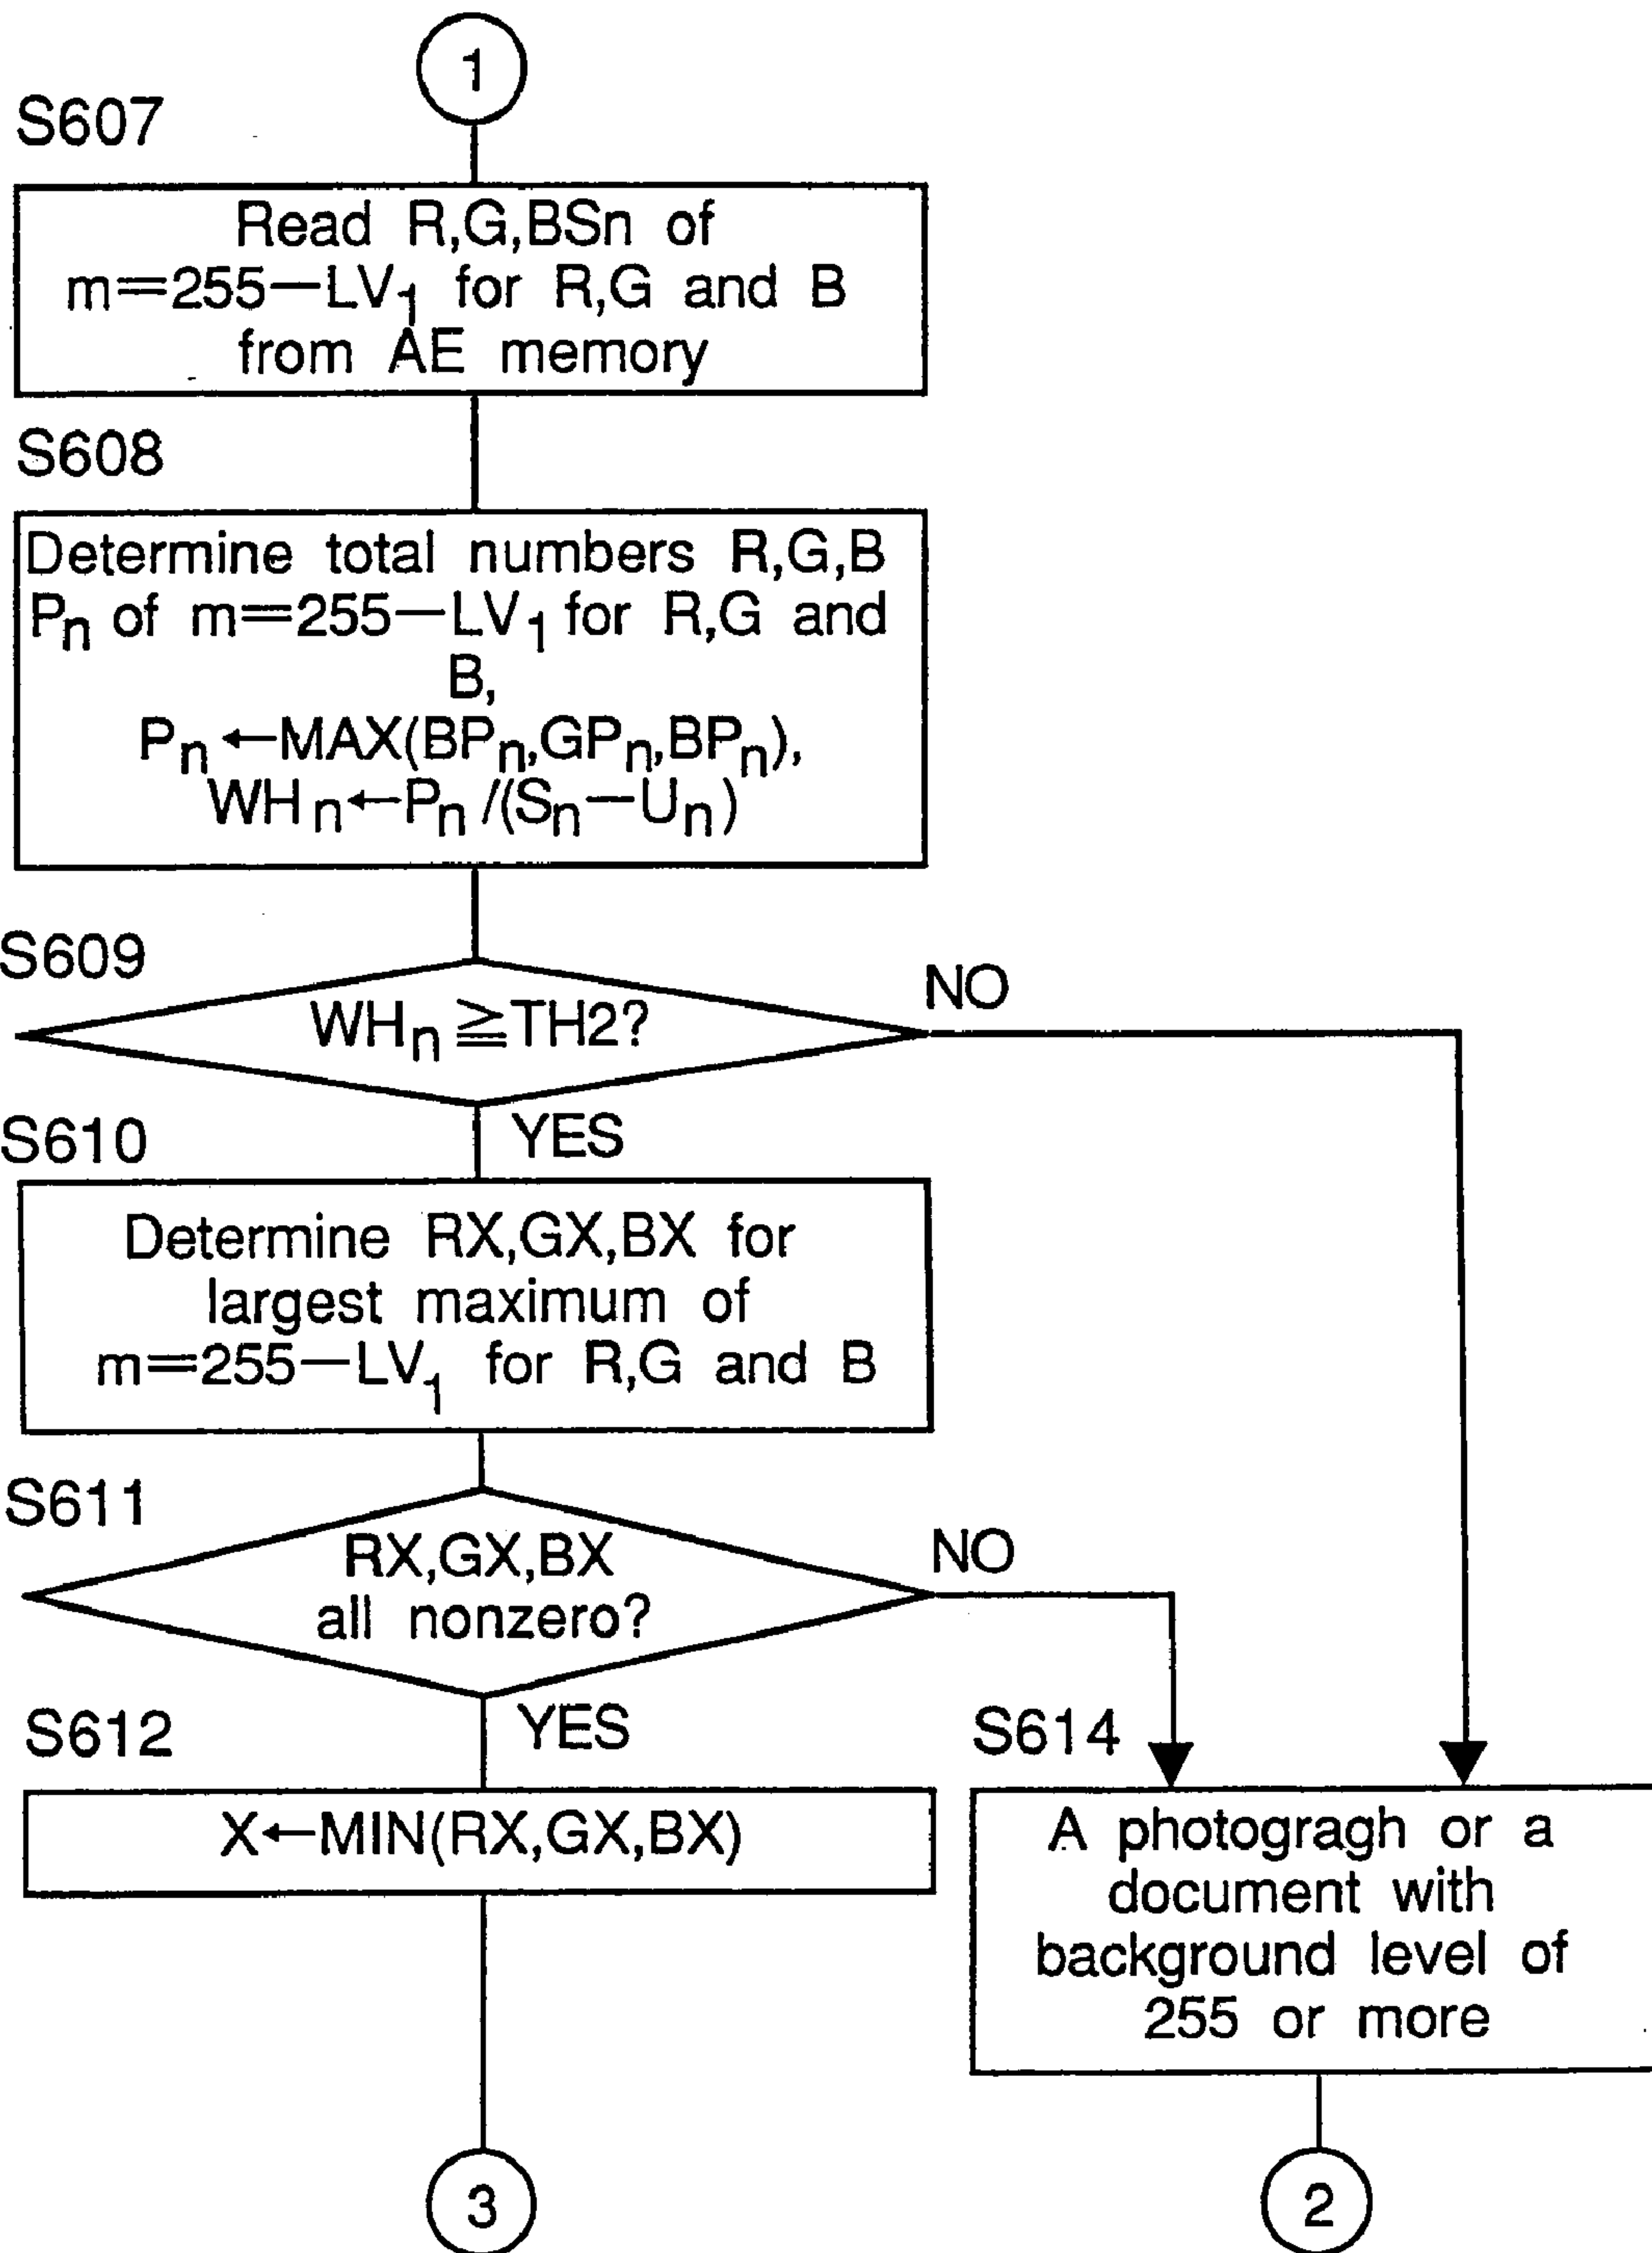 1
S607
Read R,G,BSn of
m=255—LV₁ for R,G and B
from AE memory
S608
Determine total numbers R,G,B
Pₙ of m=255—LV₁ for R,G and
B,
Pₙ←MAX(BPₙ,GPₙ,BPₙ),
WHₙ←Pₙ/(Sₙ—Uₙ)
S609
WHₙ≧TH2?
NO
S610
YES
Determine RX,GX,BX for
largest maximum of
m=255—LV₁ for R,G and B
S611
RX,GX,BX
all nonzero?
NO
S612
YES
X←MIN(RX,GX,BX)
S614
A photogragh or a
document with
background level of
255 or more
3
2